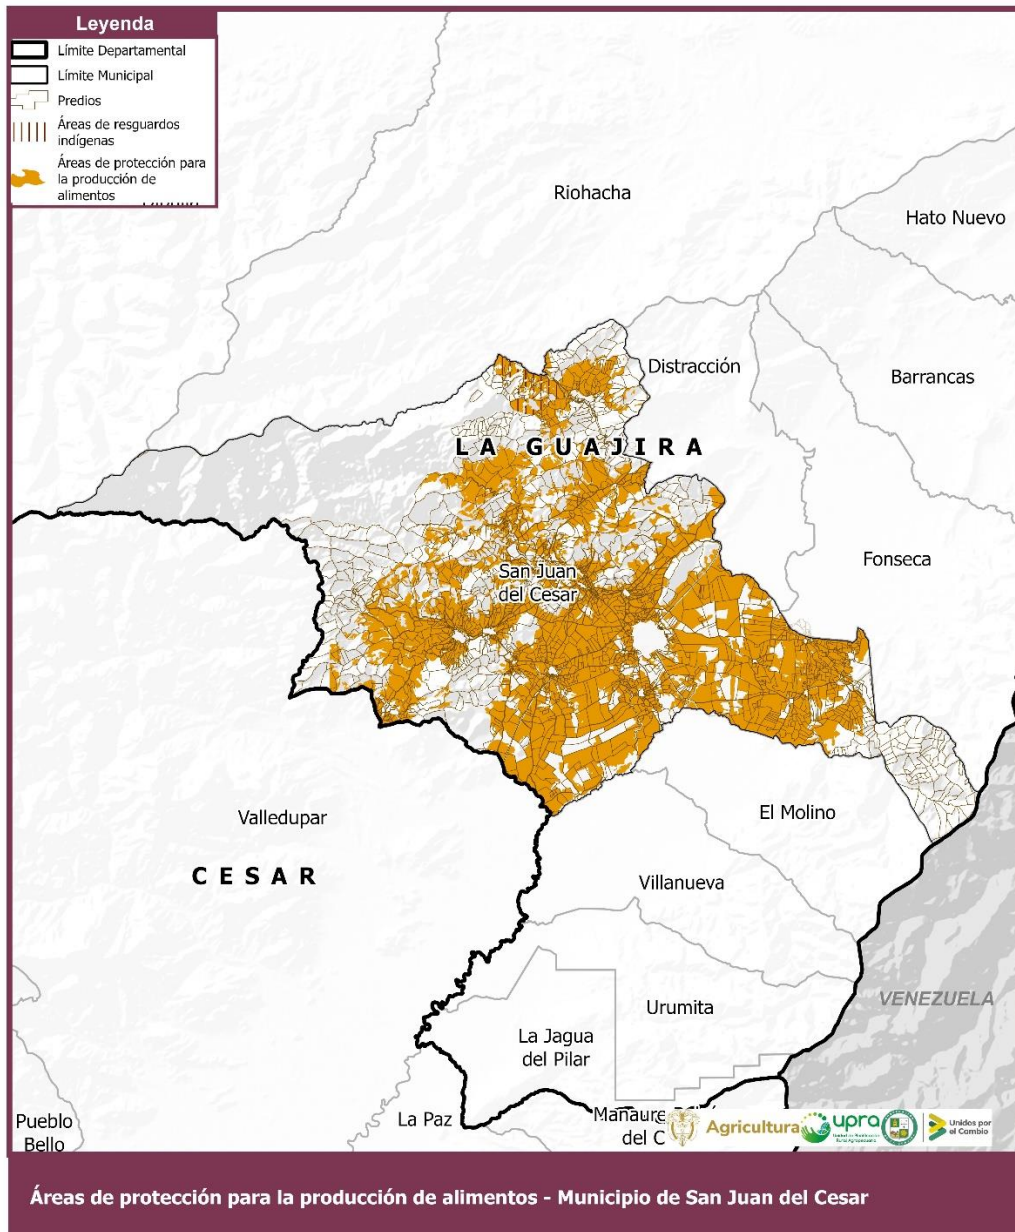 Leyenda
Límite Departamental
Límite Municipal
Predios
Áreas de resguardos
indígenas
Áreas de protección para
la producción de
alimentos
Riohacha
Hato Nuevo
Distracción
Barrancas
LA GUAJIRA
Fonseca
San Juan
del Cesar
El Molino
Valledupar
CESAR
Villanueva
VENEZUELA
Urumita
La Jagua
del Pilar
Pueblo
Bello
La Paz
Manaure
del C
Agricultura
upra
Unidos por
el Cambio
Áreas de protección para la producción de alimentos - Municipio de San Juan del Cesar